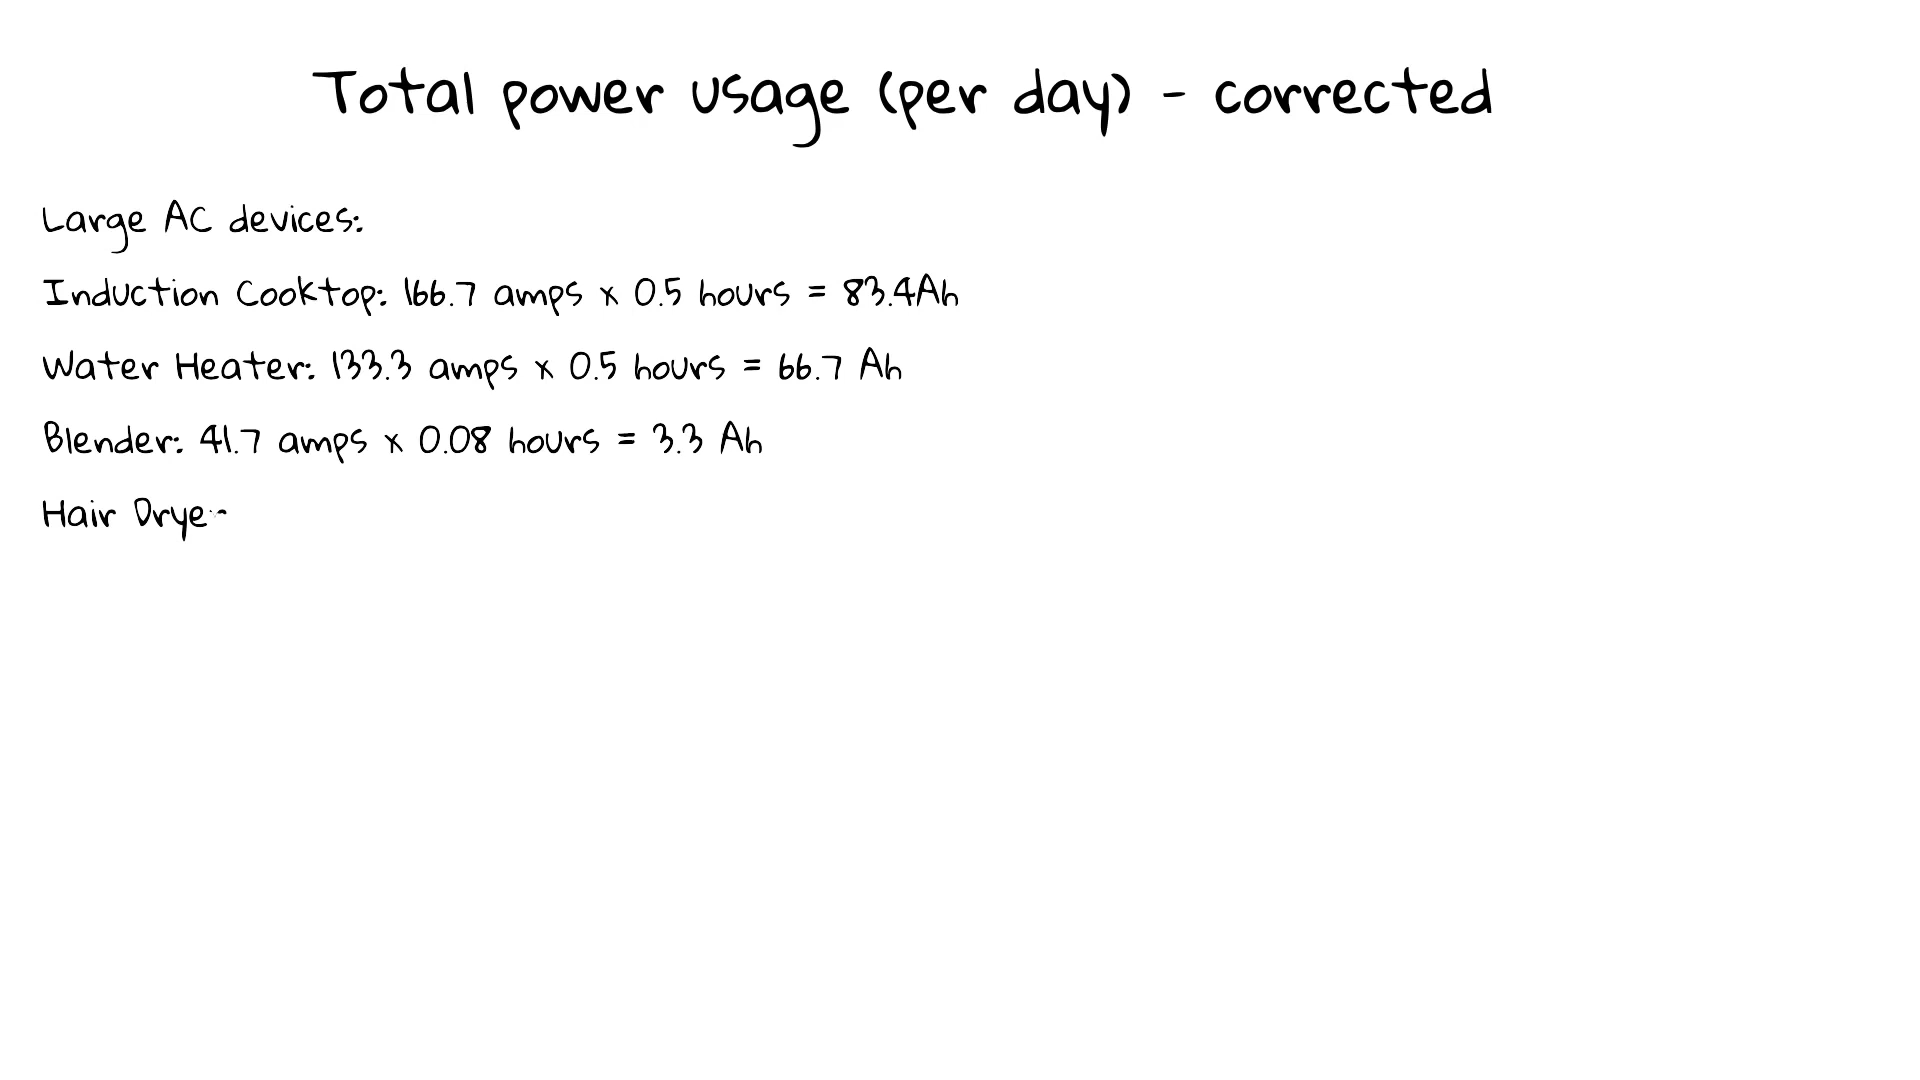 Total power usage (per day) - corrected
Large AC devices:
Induction Cooktop: 166.7 amps x 0.5 hours = 83.4Ah
Water Heater: 133.3 amps x 0.5 hours = 66.7 Ah
Blender: 41.7 amps x 0.08 hours = 3.3 Ah
Hair